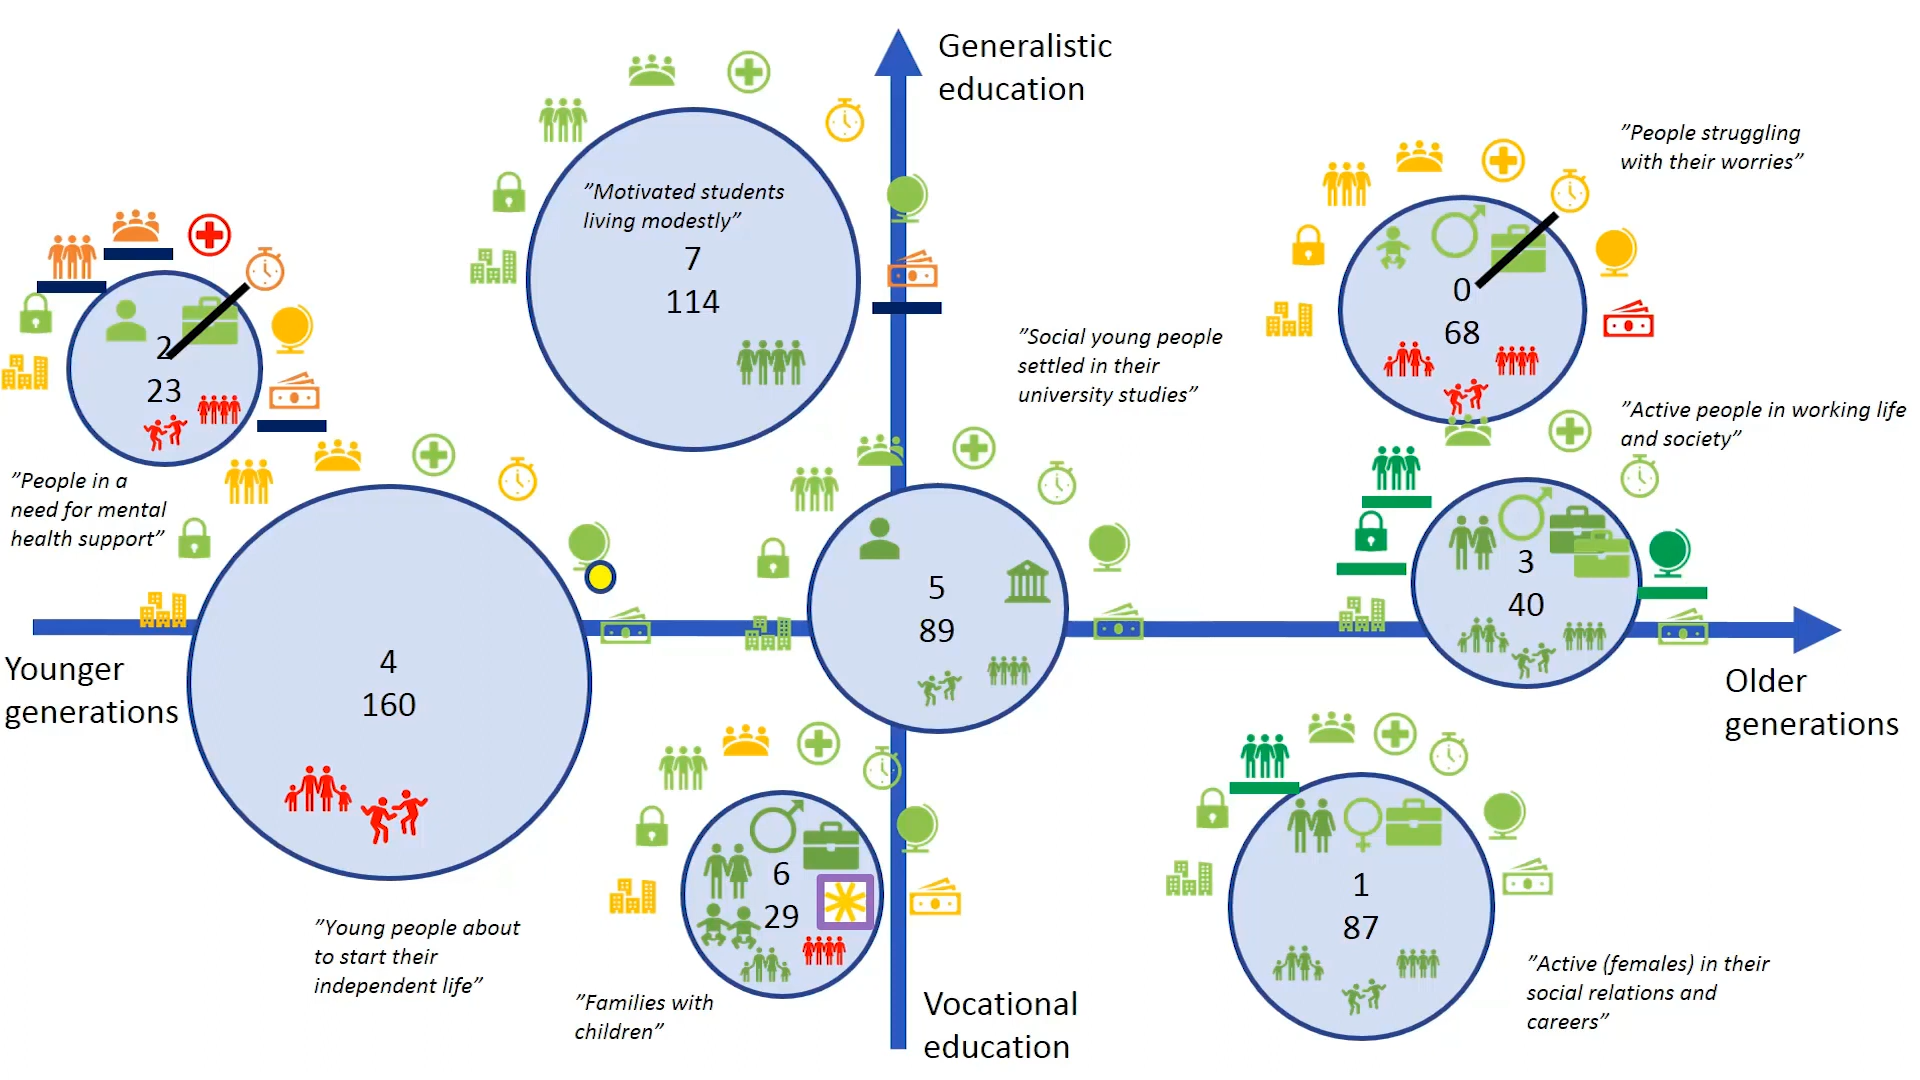 Generalistic
education
”People struggling
with their worries”
”Motivated students
living modestly”
7
114
0
68
2
23
”Social young people
settled in their
university studies”
”Active people in working life
and society”
”People in a
need for mental
health support”
3
40
5
89
4
160
Younger
generations
Older
generations
6
29
1
87
”Young people about
to start their
independent life”
”Families with
children”
Vocational
education
”Active (females) in their
social relations and
careers”